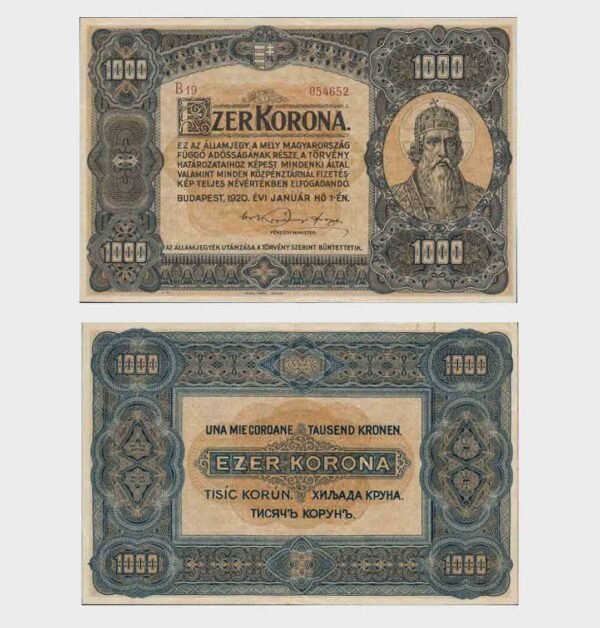 1000 1000
B 19 054652
EZER KORONA.
EZ AZ ÁLLAMJEGY, A MELY MAGYARORSZÁG
FÜGGŐ ADÓSSÁGÁNAK RÉSZE, A TÖRVÉNY
HATÁROZATAIHOZ KÉPEST MINDENKI ÁLTAL,
VALAMINT MINDEN KÖZPÉNZTÁRNÁL FIZETÉS-
KÉP TELJES NÉVÉRTÉKBEN ELFOGADANDÓ.
BUDAPEST, 1920. ÉVI JANUÁR HÓ 1-ÉN.
PÉNZÜGYMINISTER.
1000 1000
AZ ÁLLAMJEGYEK UTÁNZÁSA A TÖRVÉNY SZERINT BÜNTETTETIK.
1000 1000
UNA MIE COROANE. TAUSEND KRONEN.
EZER KORONA
TISÍC KORÚN. ХИЉАДА КРУНА.
ТИСЯЧЪ КОРУНЪ.
1000 1000